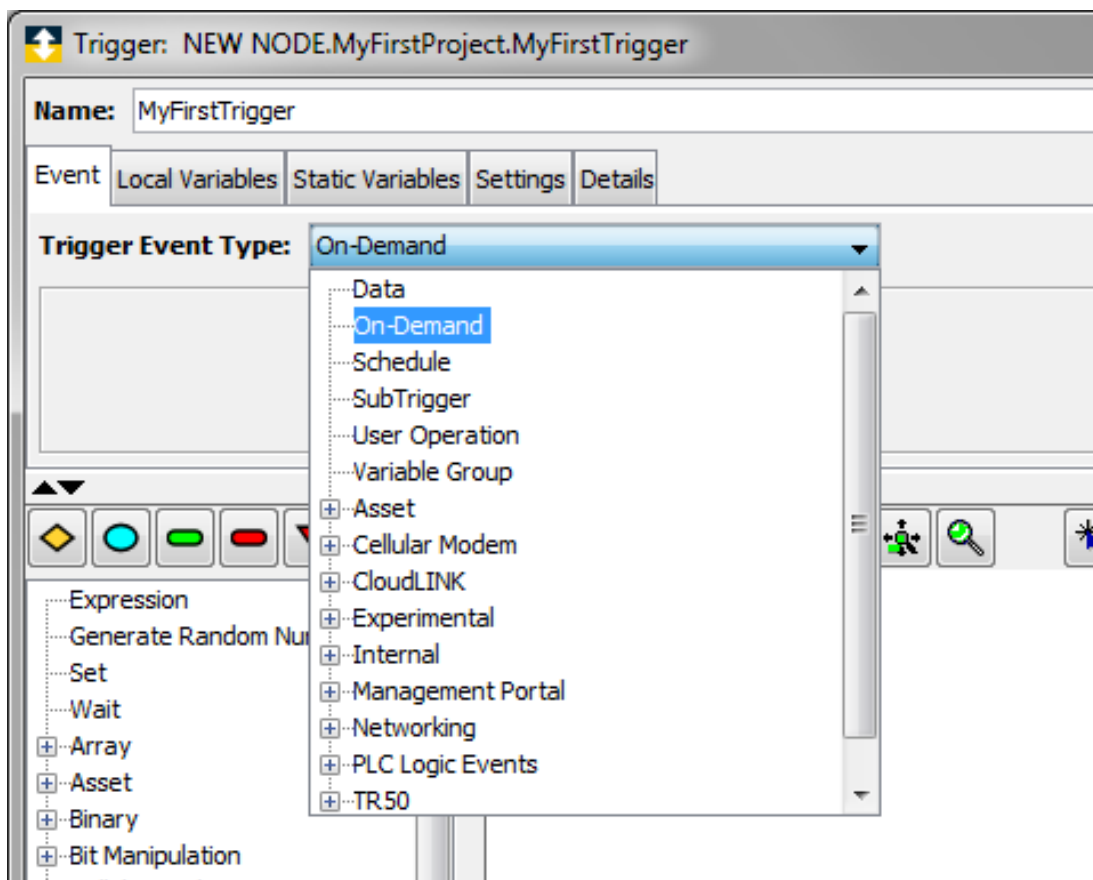 Trigger: NEW NODE.MyFirstProject.MyFirstTrigger
Name: MyFirstTrigger
Event Local Variables Static Variables Settings Details
Trigger Event Type: On-Demand
Data
On-Demand
Schedule
SubTrigger
User Operation
Variable Group
Asset
Cellular Modem
CloudLINK
Experimental
Internal
Management Portal
Networking
PLC Logic Events
TR50
Expression
Generate Random
Set
Wait
Array
Asset
Binary
Bit Manipulation